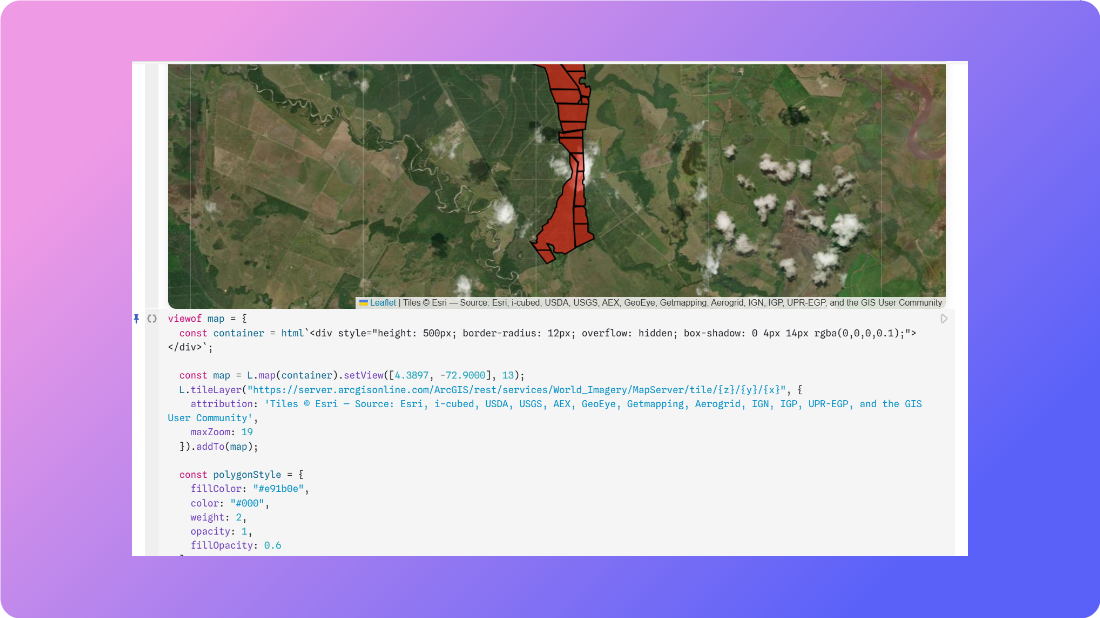 Leaflet | Tiles © Esri — Source: Esri, i-cubed, USDA, USGS, AEX, GeoEye, Getmapping, Aerogrid, IGN, IGP, UPR-EGP, and the GIS User Community
viewof map = {
  const container = html`<div style="height: 500px; border-radius: 12px; overflow: hidden; box-shadow: 0 4px 14px rgba(0,0,0,0.1);">
</div>`;
  const map = L.map(container).setView([4.3897, -72.9000], 13);
  L.tileLayer("https://server.arcgisonline.com/ArcGIS/rest/services/World_Imagery/MapServer/tile/{z}/{y}/{x}", {
    attribution: 'Tiles © Esri — Source: Esri, i-cubed, USDA, USGS, AEX, GeoEye, Getmapping, Aerogrid, IGN, IGP, UPR-EGP, and the GIS
User Community',
    maxZoom: 19
  }).addTo(map);
  const polygonStyle = {
    fillColor: "#e91b0e",
    color: "#000",
    weight: 2,
    opacity: 1,
    fillOpacity: 0.6